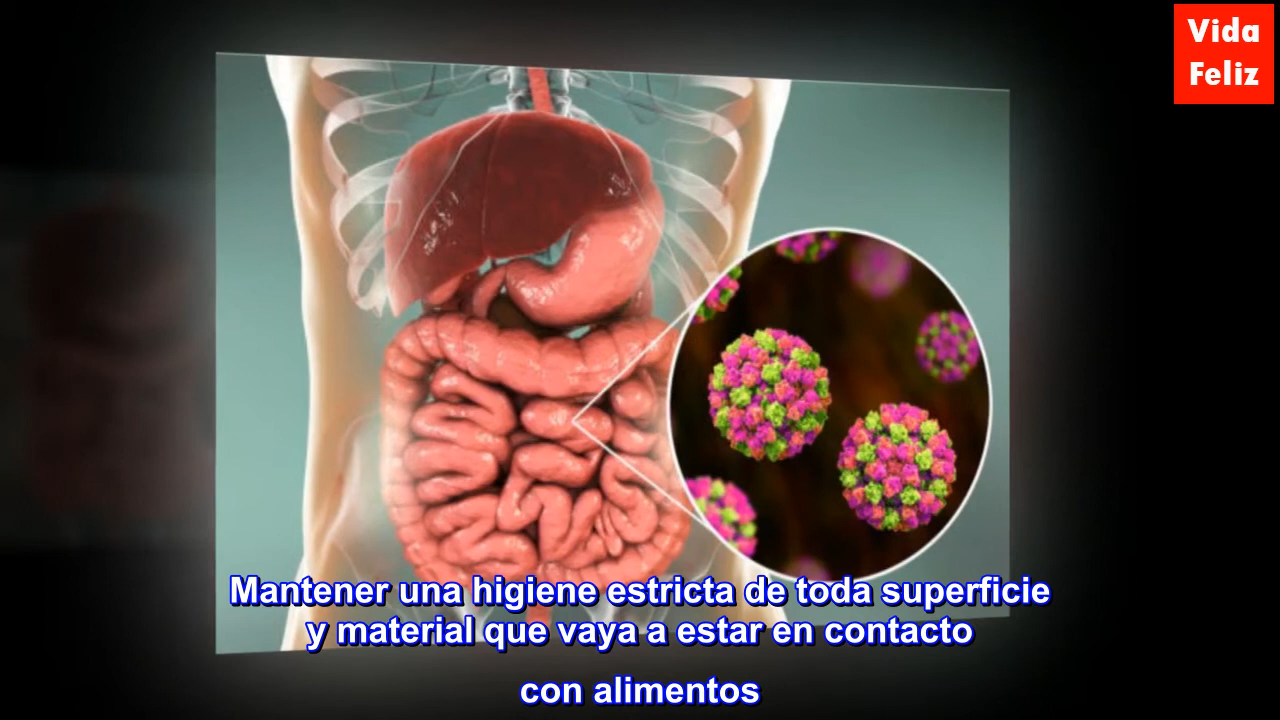 Vida
Feliz
Mantener una higiene estricta de toda superficie
y material que vaya a estar en contacto
con alimentos